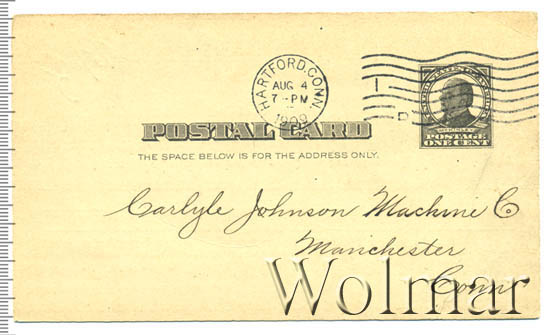 HARTFORD, CONN.
AUG 4
7-PM
1909
I
D
POSTAL CARD
THE SPACE BELOW IS FOR THE ADDRESS ONLY.
POSTAGE
ONE CENT
Carlyle Johnson Machine Co
Manchester
Conn
Wolmar